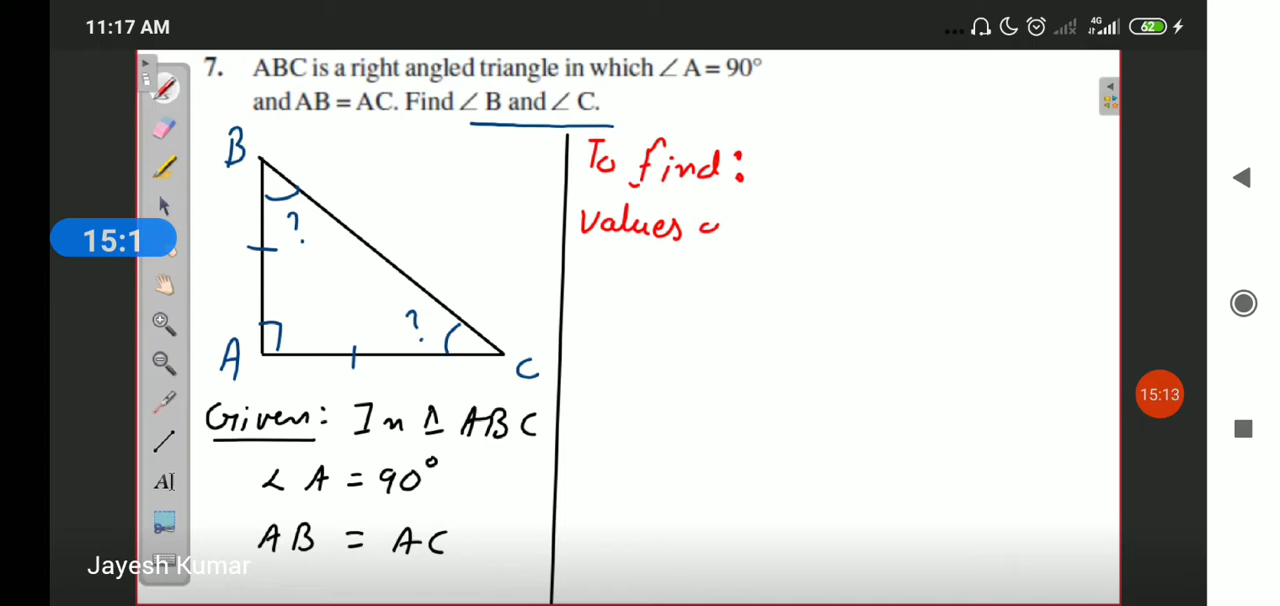 11:17 AM
4G
62
7. ABC is a right angled triangle in which ∠ A = 90°
and AB = AC. Find ∠ B and ∠ C.
B
To find:
values o
?
15:1
?
A
C
15:13
Given: In Δ ABC
∠ A = 90°
AI
AB = AC
Jayesh Kumar